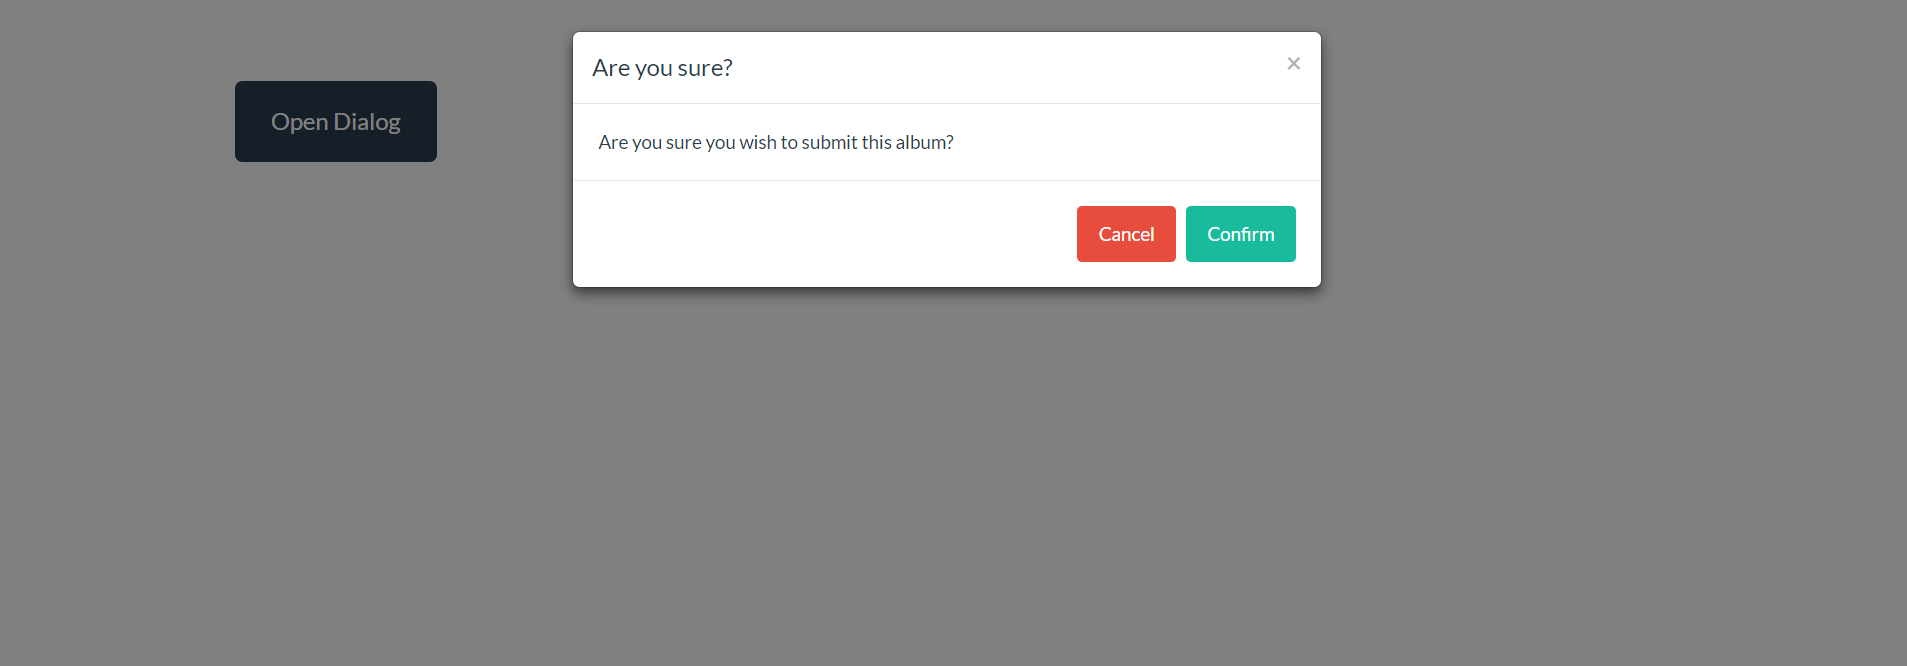 Are you sure?
×
Open Dialog
Are you sure you wish to submit this album?
Cancel
Confirm